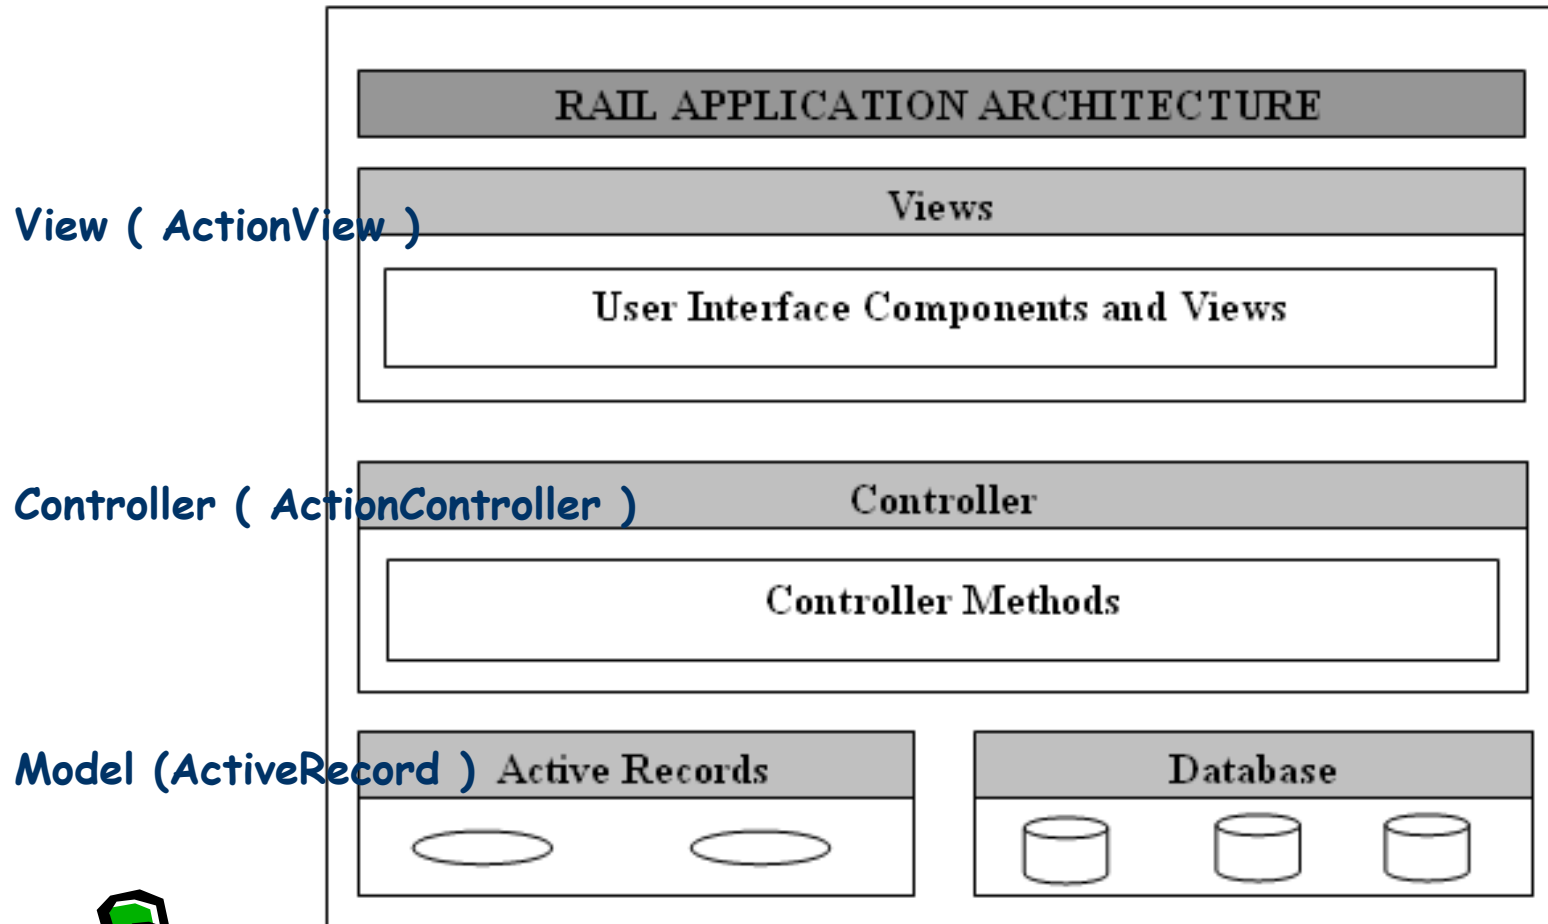 RAIL APPLICATION ARCHITECTURE
View ( ActionView )
Views
User Interface Components and Views
Controller ( ActionController )
Controller
Controller Methods
Model (ActiveRecord )
Active Records
Database